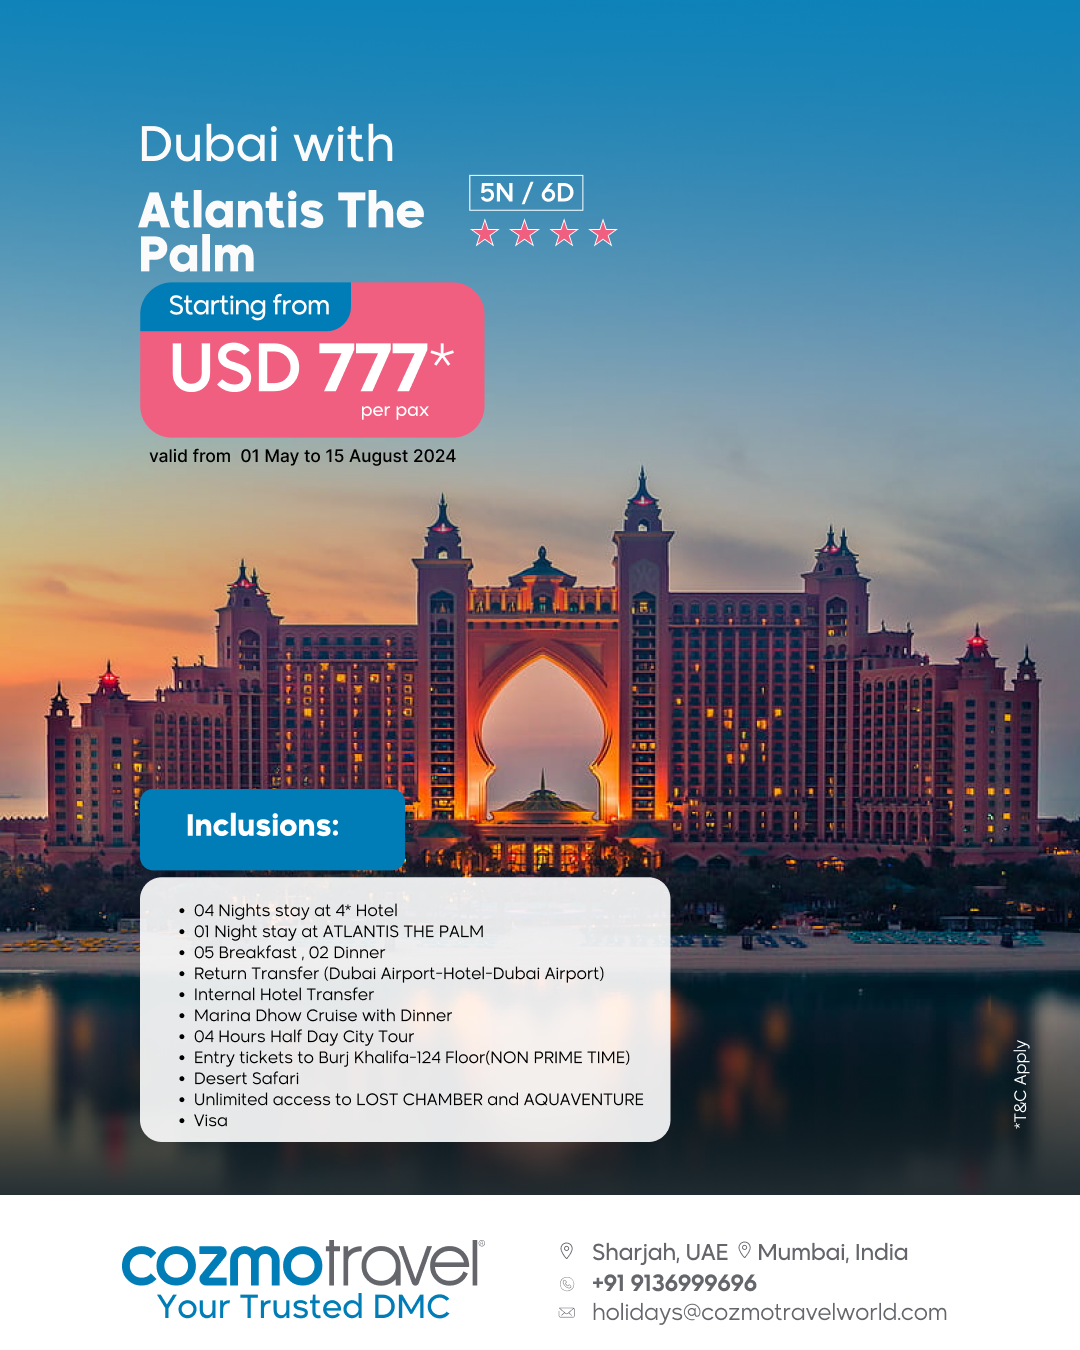 Dubai with
Atlantis The
Palm
5N / 6D
Starting from
USD 777*
per pax
valid from 01 May to 15 August 2024
Inclusions:
• 04 Nights stay at 4* Hotel
• 01 Night stay at ATLANTIS THE PALM
• 05 Breakfast , 02 Dinner
• Return Transfer (Dubai Airport-Hotel-Dubai Airport)
• Internal Hotel Transfer
• Marina Dhow Cruise with Dinner
• 04 Hours Half Day City Tour
• Entry tickets to Burj Khalifa-124 Floor(NON PRIME TIME)
• Desert Safari
• Unlimited access to LOST CHAMBER and AQUAVENTURE
• Visa
*T&C Apply
cozmotravel®
Your Trusted DMC
Sharjah, UAE Mumbai, India
+91 9136999696
holidays@cozmotravelworld.com